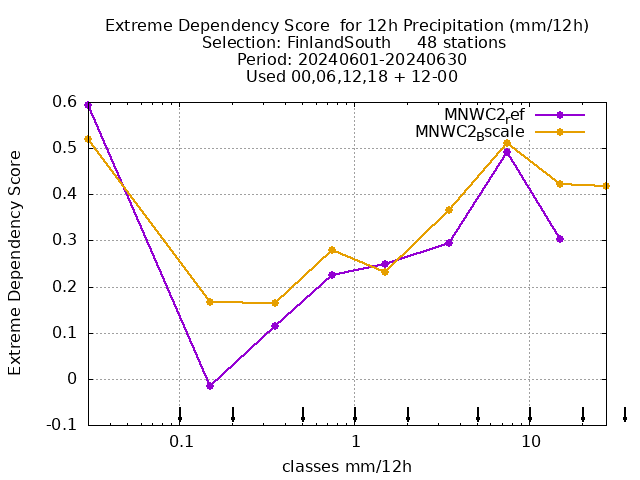 Extreme Dependency Score  for 12h Precipitation (mm/12h)
Selection: FinlandSouth     48 stations
Period: 20240601-20240630
Used 00,06,12,18 + 12-00
MNWC2ref
MNWC2Bscale
0.6
0.5
0.4
0.3
0.2
0.1
0
-0.1
Extreme Dependency Score
0.1 1 10
classes mm/12h